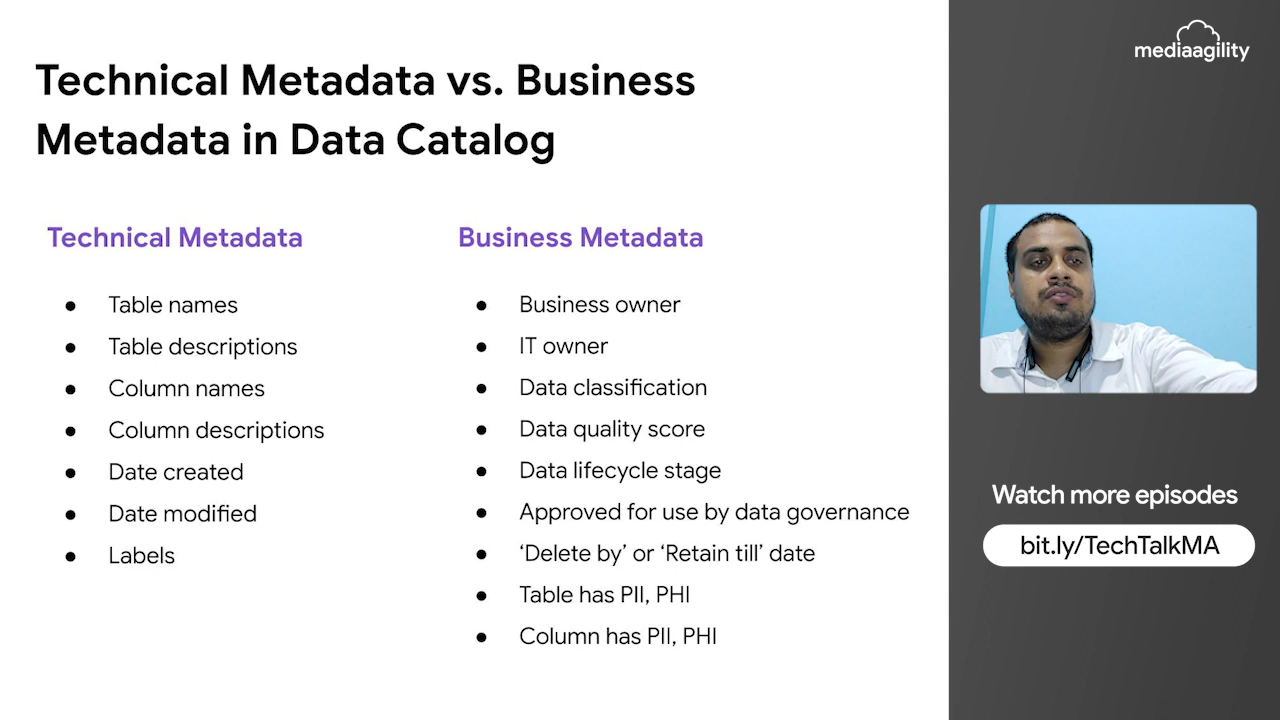 Technical Metadata vs. Business
Metadata in Data Catalog
Technical Metadata
● Table names
● Table descriptions
● Column names
● Column descriptions
● Date created
● Date modified
● Labels
Business Metadata
● Business owner
● IT owner
● Data classification
● Data quality score
● Data lifecycle stage
● Approved for use by data governance
● ‘Delete by’ or ‘Retain till’ date
● Table has PII, PHI
● Column has PII, PHI
mediaagility
Watch more episodes
bit.ly/TechTalkMA